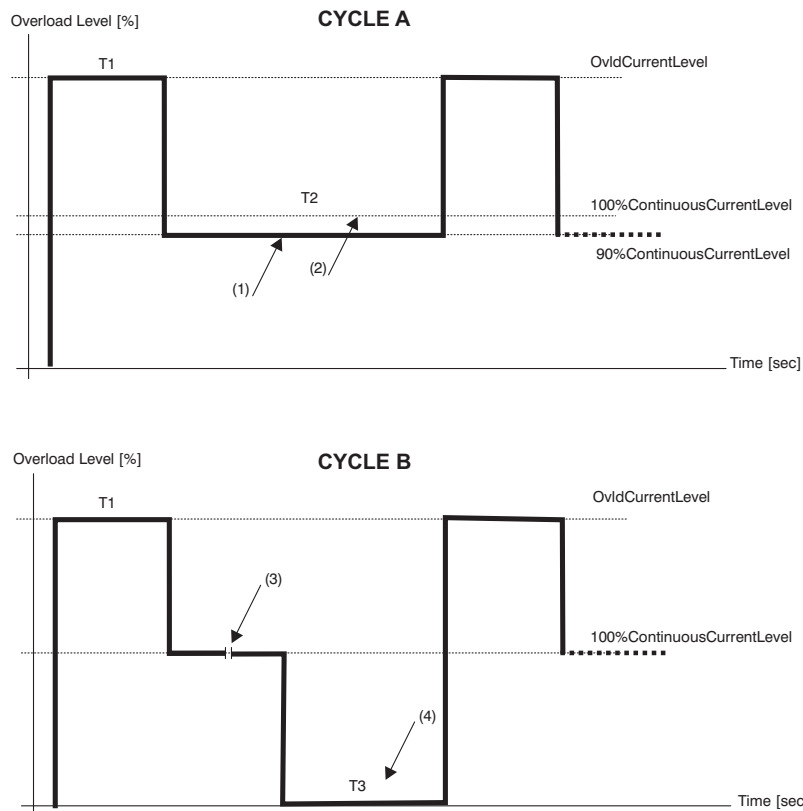 CYCLE A
Overload Level [%]
T1
OvldCurrentLevel
T2
100%ContinuousCurrentLevel
90%ContinuousCurrentLevel
(1)
(2)
Time [sec]
CYCLE B
Overload Level [%]
T1
OvldCurrentLevel
(3)
100%ContinuousCurrentLevel
(4)
T3
Time [sec